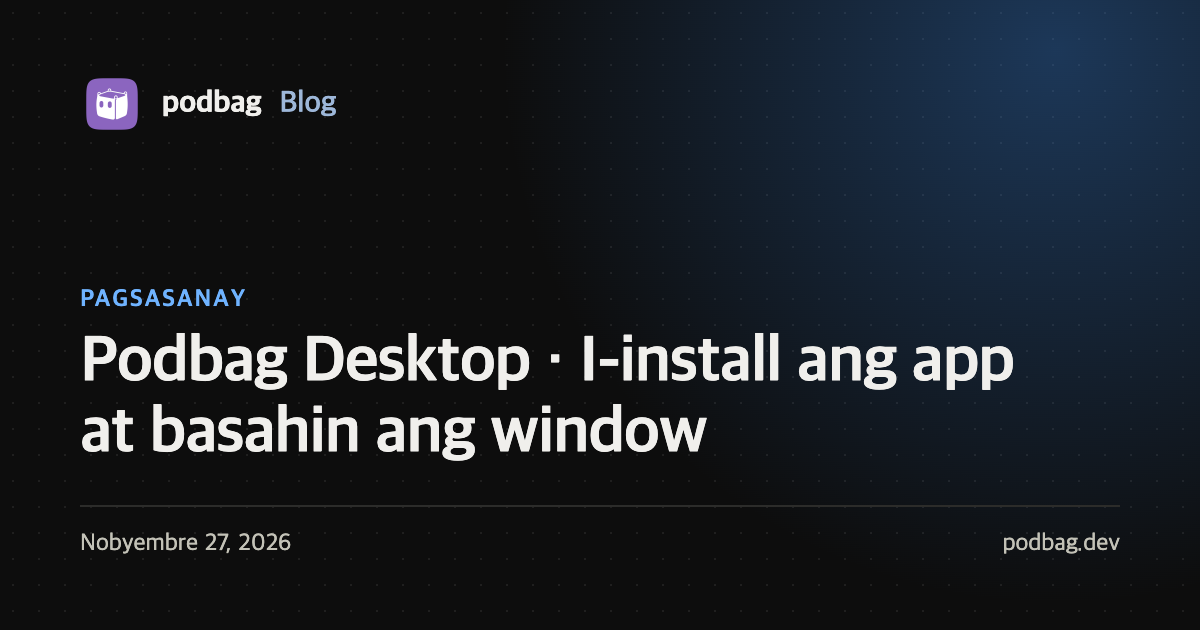 podbag Blog
PAGSASANAY
Podbag Desktop · I-install ang app
at basahin ang window
Nobyembre 27, 2026
podbag.dev